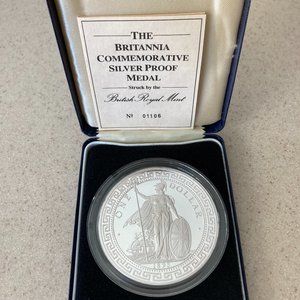 THE
BRITANNIA
COMMEMORATIVE
SILVER PROOF
MEDAL
Struck by the
British Royal Mint
Nº 01106
ONE DOLLAR